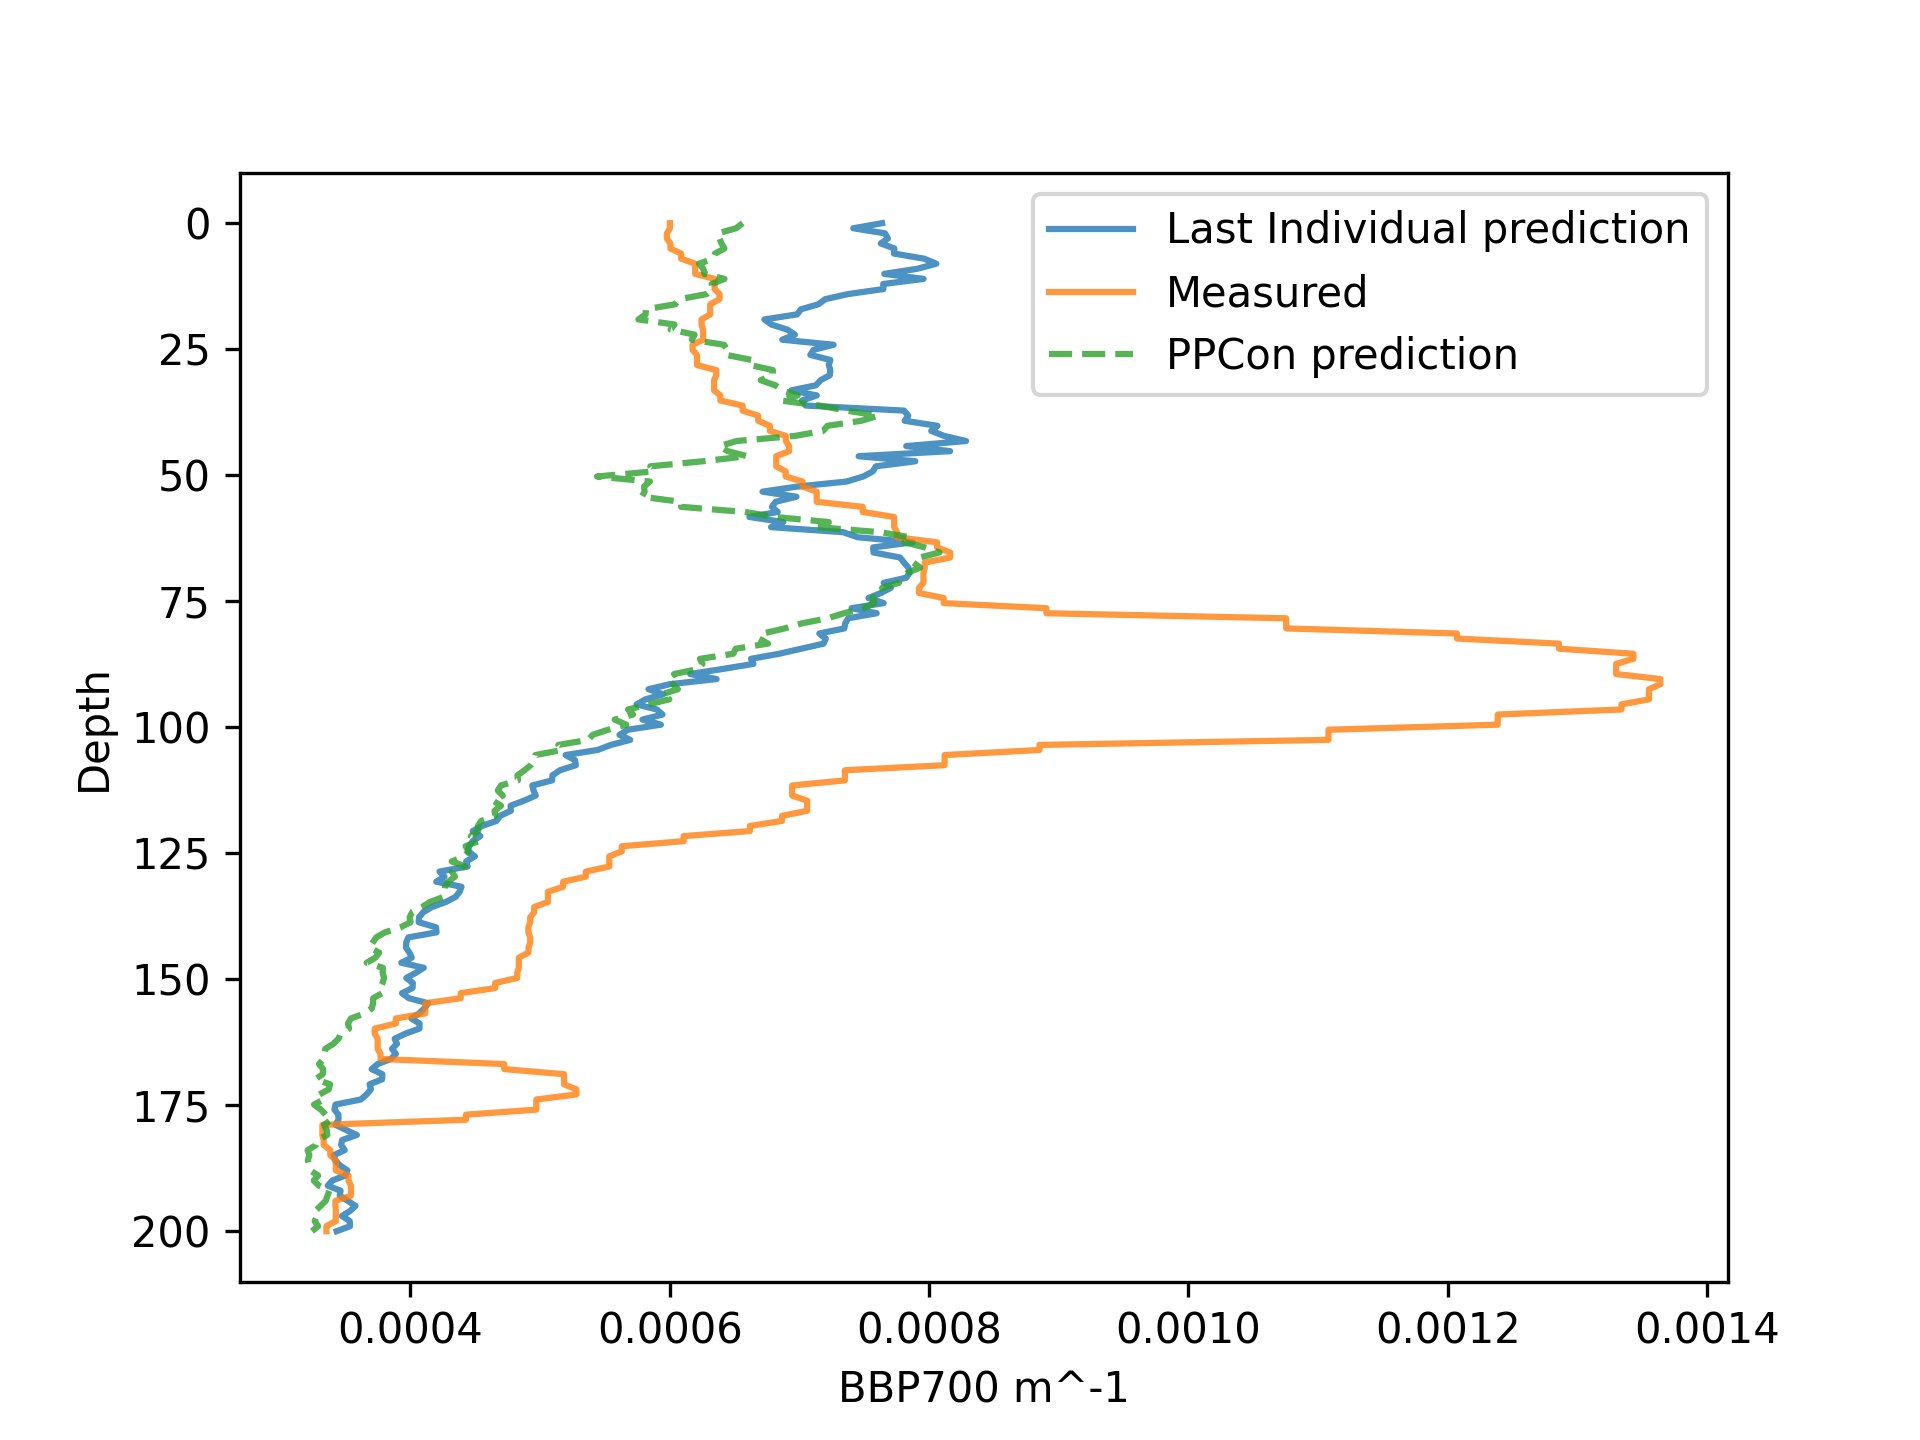 Last Individual prediction
Measured
PPCon prediction
0
25
50
75
100
125
150
175
200
Depth
0.0004 0.0006 0.0008 0.0010 0.0012 0.0014
BBP700 m^-1